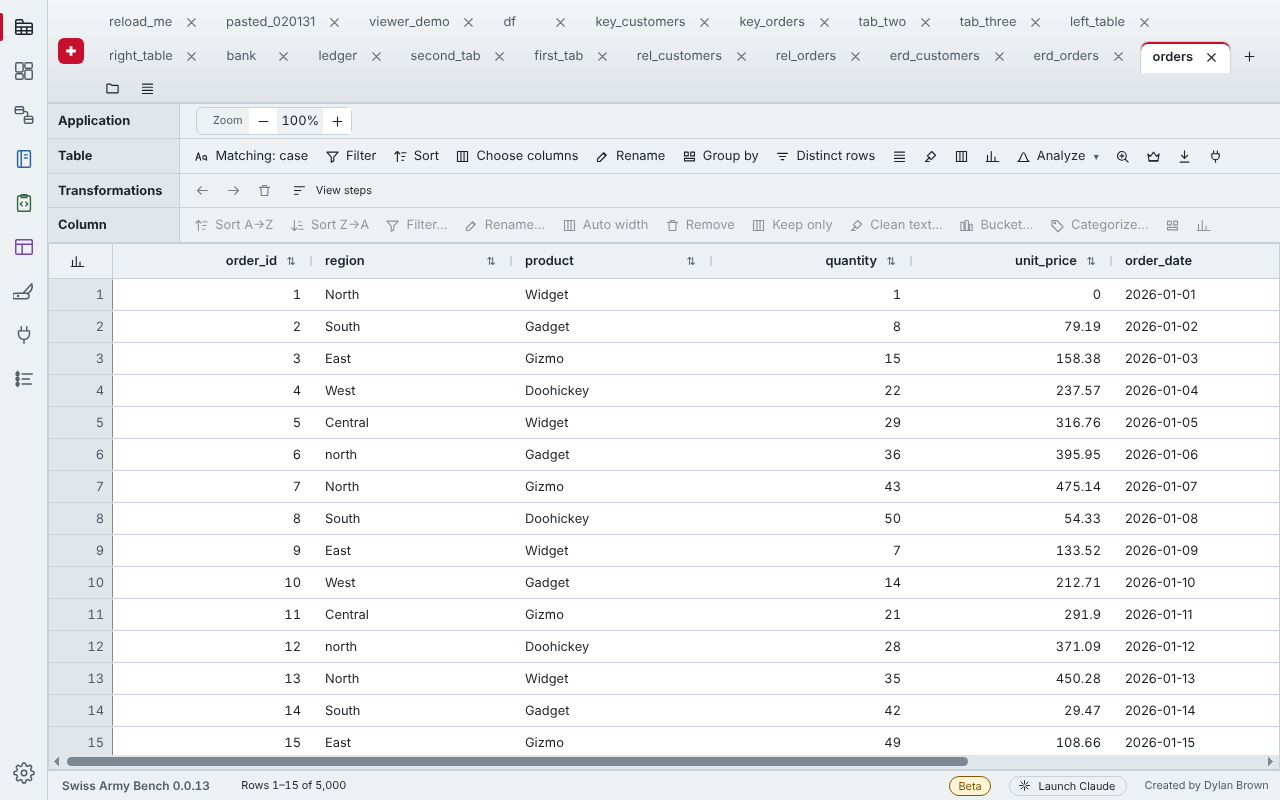 reload_me pasted_020131 viewer_demo df key_customers key_orders tab_two tab_three left_table
right_table bank ledger second_tab first_tab rel_customers rel_orders erd_customers erd_orders orders
Application Zoom 100%
Table Matching: case Filter Sort Choose columns Rename Group by Distinct rows Analyze
Transformations View steps
Column Sort A→Z Sort Z→A Filter... Rename... Auto width Remove Keep only Clean text... Bucket... Categorize...
order_id region product quantity unit_price order_date
1 1 North Widget 1 0 2026-01-01
2 2 South Gadget 8 79.19 2026-01-02
3 3 East Gizmo 15 158.38 2026-01-03
4 4 West Doohickey 22 237.57 2026-01-04
5 5 Central Widget 29 316.76 2026-01-05
6 6 north Gadget 36 395.95 2026-01-06
7 7 North Gizmo 43 475.14 2026-01-07
8 8 South Doohickey 50 54.33 2026-01-08
9 9 East Widget 7 133.52 2026-01-09
10 10 West Gadget 14 212.71 2026-01-10
11 11 Central Gizmo 21 291.9 2026-01-11
12 12 north Doohickey 28 371.09 2026-01-12
13 13 North Widget 35 450.28 2026-01-13
14 14 South Gadget 42 29.47 2026-01-14
15 15 East Gizmo 49 108.66 2026-01-15
Swiss Army Bench 0.0.13 Rows 1–15 of 5,000 Beta Launch Claude Created by Dylan Brown